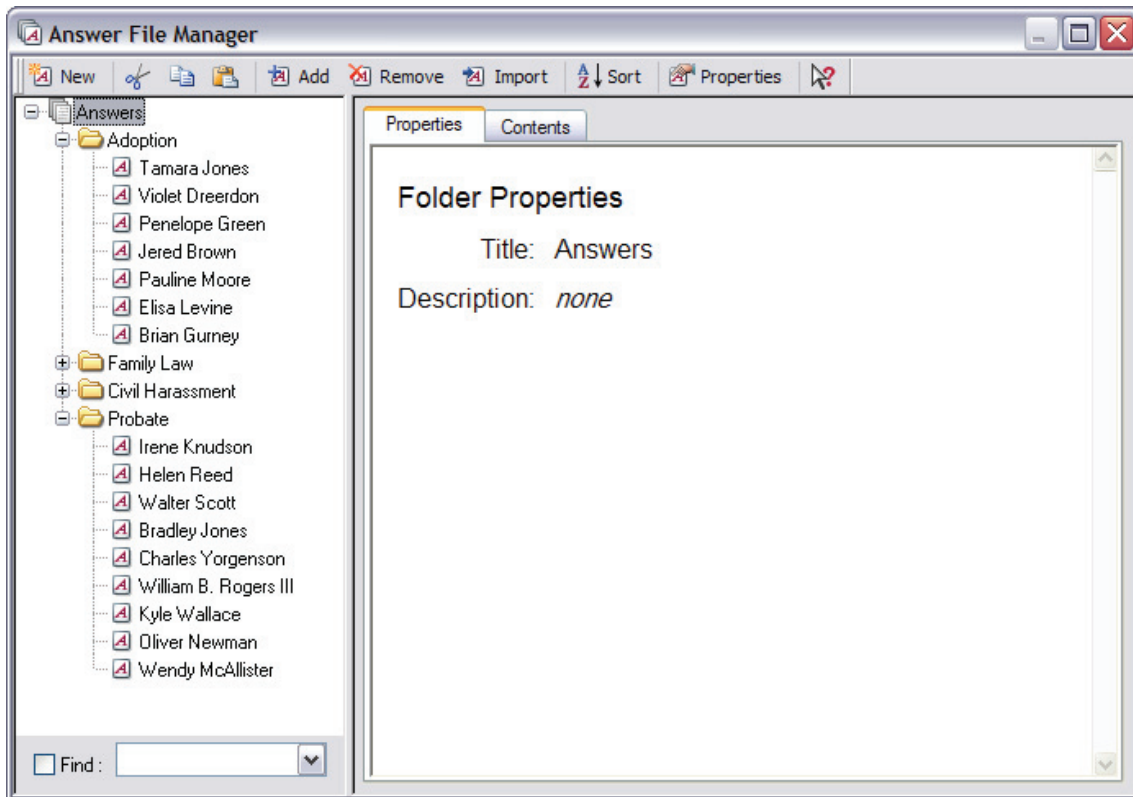 Answer File Manager
New Add Remove Import Sort Properties
Answers
Adoption
Tamara Jones
Violet Dreerdon
Penelope Green
Jered Brown
Pauline Moore
Elisa Levine
Brian Gurney
Family Law
Civil Harassment
Probate
Irene Knudson
Helen Reed
Walter Scott
Bradley Jones
Charles Yorgenson
William B. Rogers III
Kyle Wallace
Oliver Newman
Wendy McAllister
Find :
Properties Contents
Folder Properties
Title: Answers
Description: none